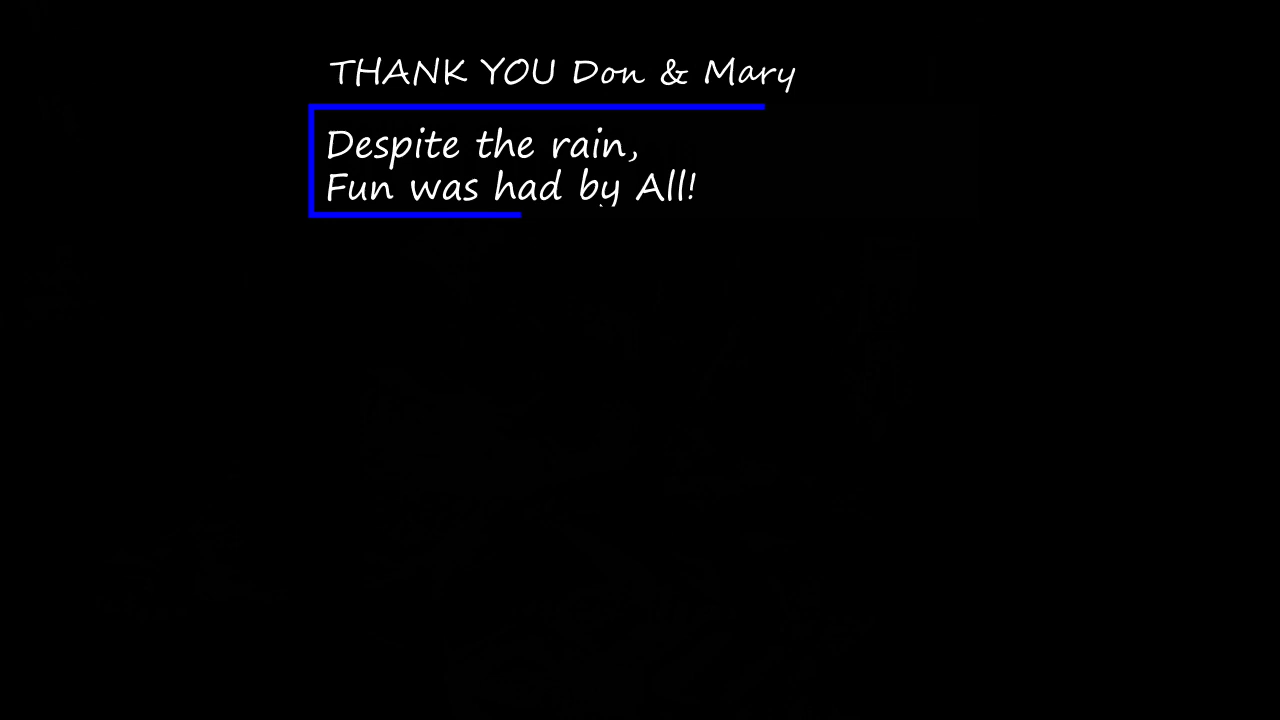 THANK YOU Don & Mary
Despite the rain,
Fun was had by All!